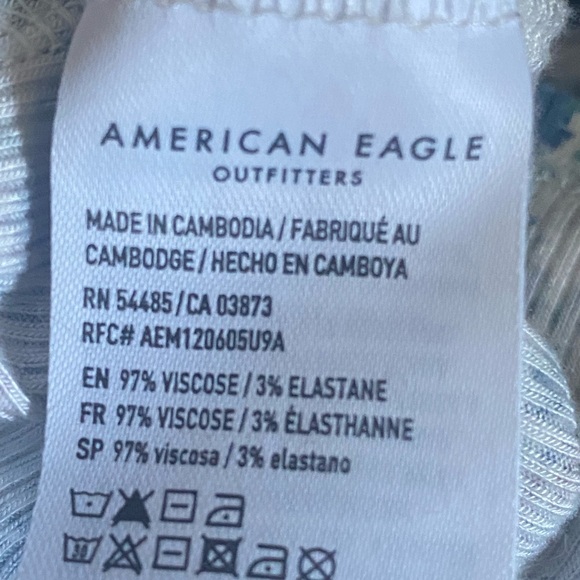 AMERICAN EAGLE
OUTFITTERS
MADE IN CAMBODIA / FABRIQUÉ AU
CAMBODGE / HECHO EN CAMBOYA
RN 54485 / CA 03873
RFC# AEM120605U9A
EN 97% VISCOSE / 3% ELASTANE
FR 97% VISCOSE / 3% ÉLASTHANNE
SP 97% viscosa / 3% elastano
30